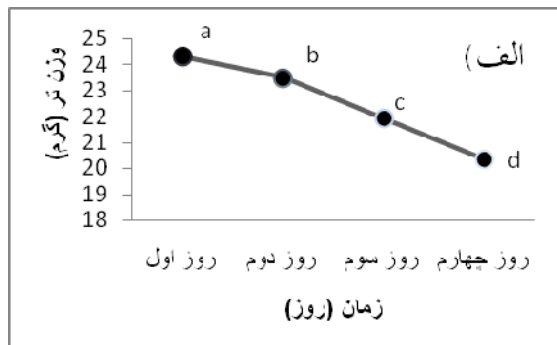 الف)
وزن تر (گرم)
25
24
23
22
21
20
19
18
a
b
c
d
روز اول
روز دوم
روز سوم
روز چهارم
زمان (روز)